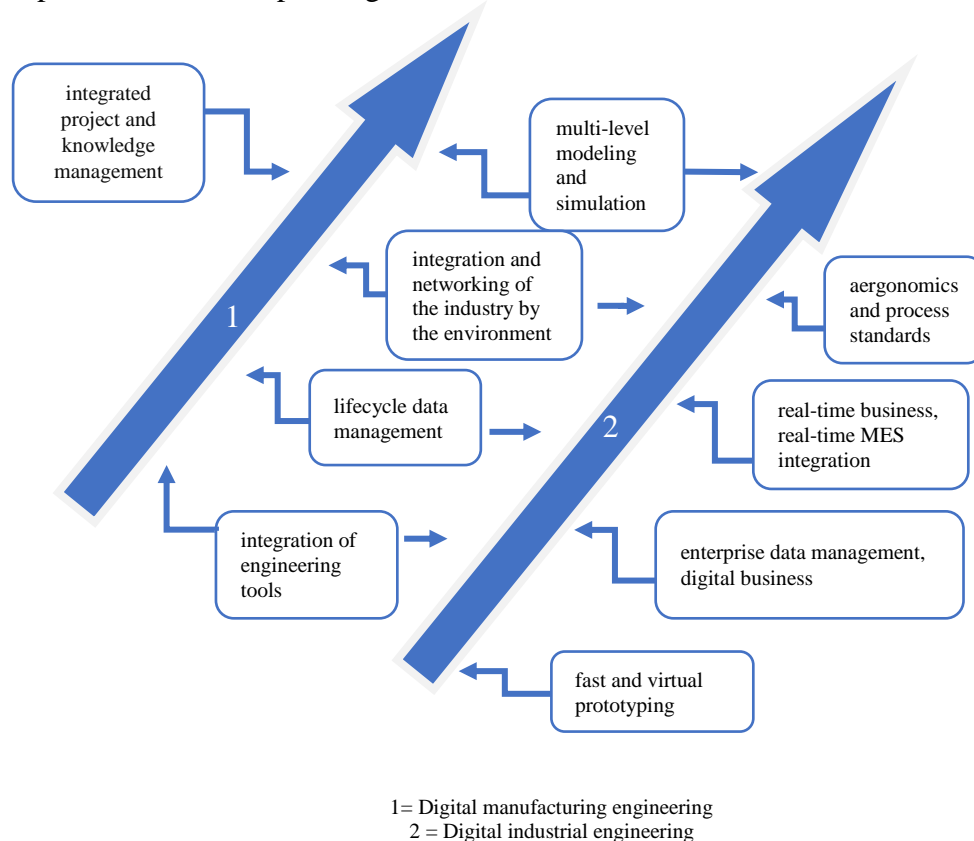 integrated
project and
knowledge
management
multi-level
modeling
and
simulation
1
integration and
networking of
the industry by
the environment
aergonomics
and process
standards
lifecycle data
management
2
real-time business,
real-time MES
integration
integration of
engineering
tools
enterprise data management,
digital business
fast and virtual
prototyping
1= Digital manufacturing engineering
2 = Digital industrial engineering